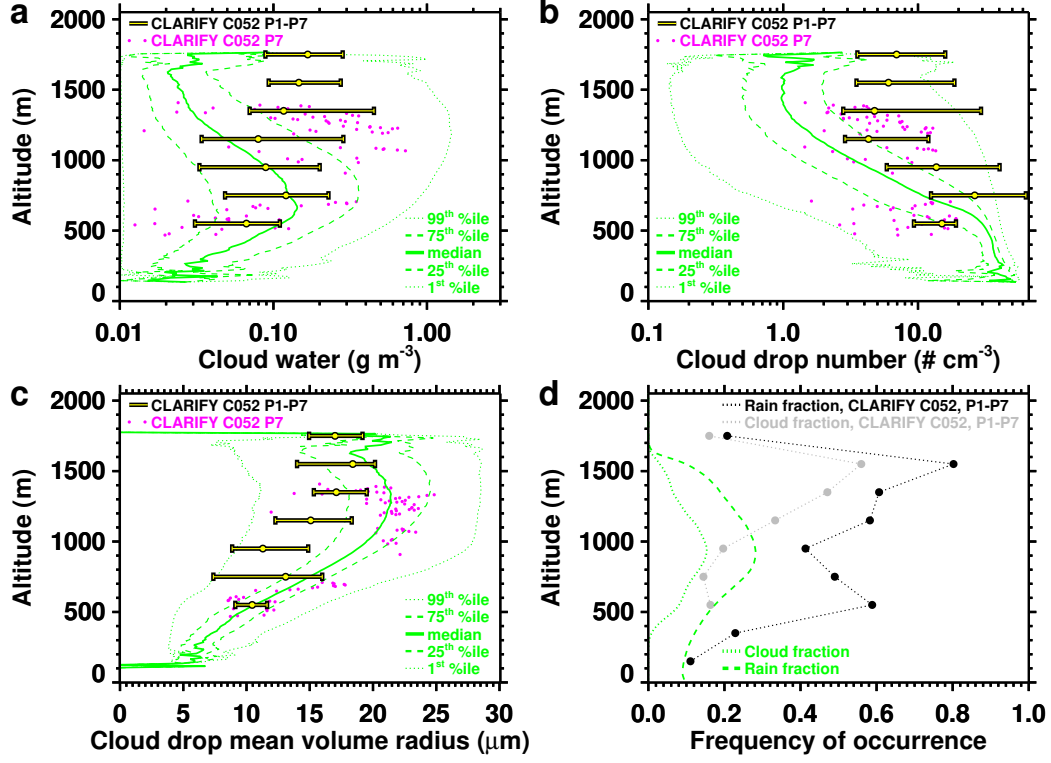 a
CLARIFY C052 P1-P7
CLARIFY C052 P7
2000
1500
1000
500
0
Altitude (m)
99th %ile
75th %ile
median
25th %ile
1st %ile
0.01 0.10 1.00
Cloud water (g m-3)
b
CLARIFY C052 P1-P7
CLARIFY C052 P7
2000
1500
1000
500
0
Altitude (m)
99th %ile
75th %ile
median
25th %ile
1st %ile
0.1 1.0 10.0
Cloud drop number (# cm-3)
c
CLARIFY C052 P1-P7
CLARIFY C052 P7
2000
1500
1000
500
0
Altitude (m)
99th %ile
75th %ile
median
25th %ile
1st %ile
0 5 10 15 20 25 30
Cloud drop mean volume radius (μm)
d
Rain fraction, CLARIFY C052, P1-P7
Cloud fraction, CLARIFY C052, P1-P7
2000
1500
1000
500
0
Altitude (m)
Cloud fraction
Rain fraction
0.0 0.2 0.4 0.6 0.8 1.0
Frequency of occurrence